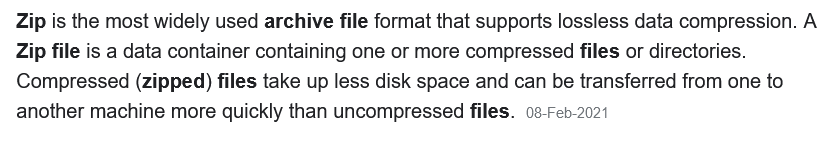 Zip is the most widely used archive file format that supports lossless data compression. A
Zip file is a data container containing one or more compressed files or directories.
Compressed (zipped) files take up less disk space and can be transferred from one to
another machine more quickly than uncompressed files. 08-Feb-2021